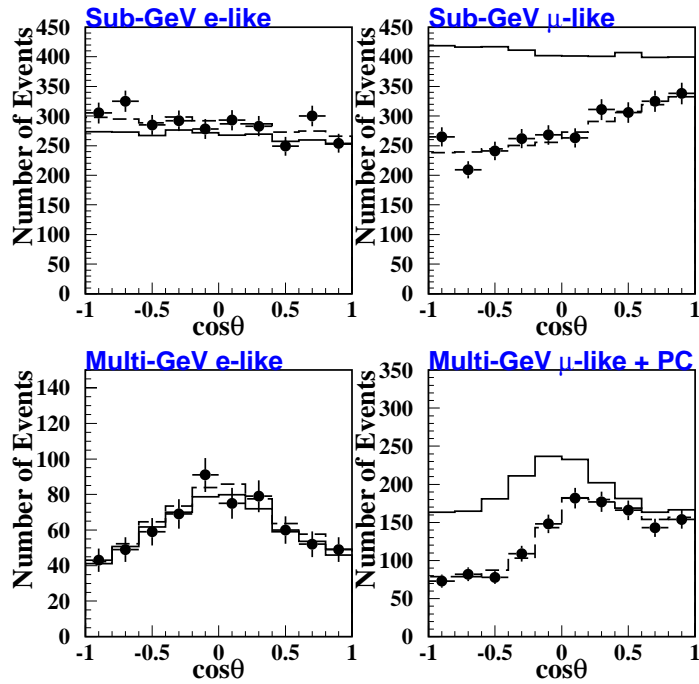 Sub-GeV e-like
Number of Events
450
400
350
300
250
200
150
100
50
0
-1 -0.5 0 0.5 1
cosθ
Sub-GeV μ-like
Number of Events
450
400
350
300
250
200
150
100
50
0
-1 -0.5 0 0.5 1
cosθ
Multi-GeV e-like
Number of Events
140
120
100
80
60
40
20
0
-1 -0.5 0 0.5 1
cosθ
Multi-GeV μ-like + PC
Number of Events
350
300
250
200
150
100
50
0
-1 -0.5 0 0.5 1
cosθ